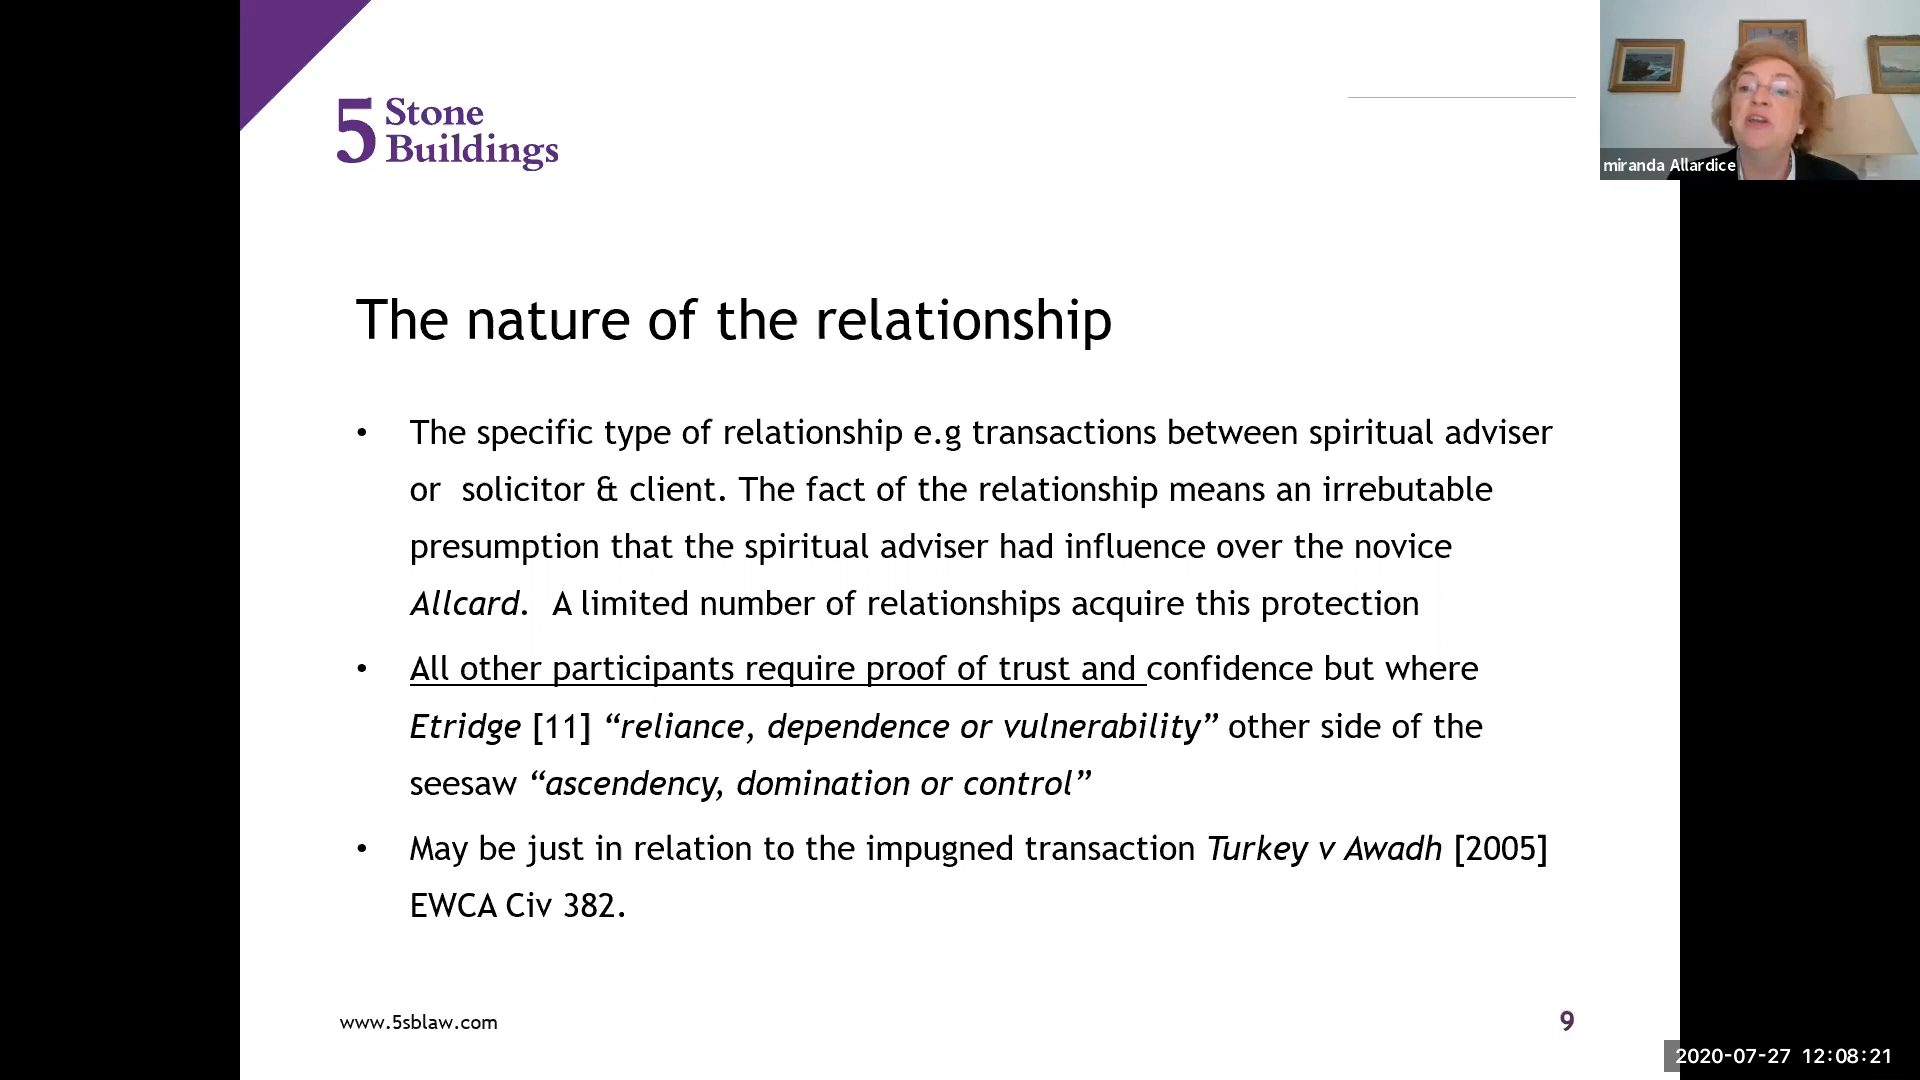 5 Stone
Buildings
miranda Allardice
The nature of the relationship
• The specific type of relationship e.g transactions between spiritual adviser
or  solicitor & client. The fact of the relationship means an irrebutable
presumption that the spiritual adviser had influence over the novice
Allcard.  A limited number of relationships acquire this protection
• All other participants require proof of trust and confidence but where
Etridge [11] “reliance, dependence or vulnerability” other side of the
seesaw “ascendency, domination or control”
• May be just in relation to the impugned transaction Turkey v Awadh [2005]
EWCA Civ 382.
www.5sblaw.com
9
2020-07-27 12:08:21